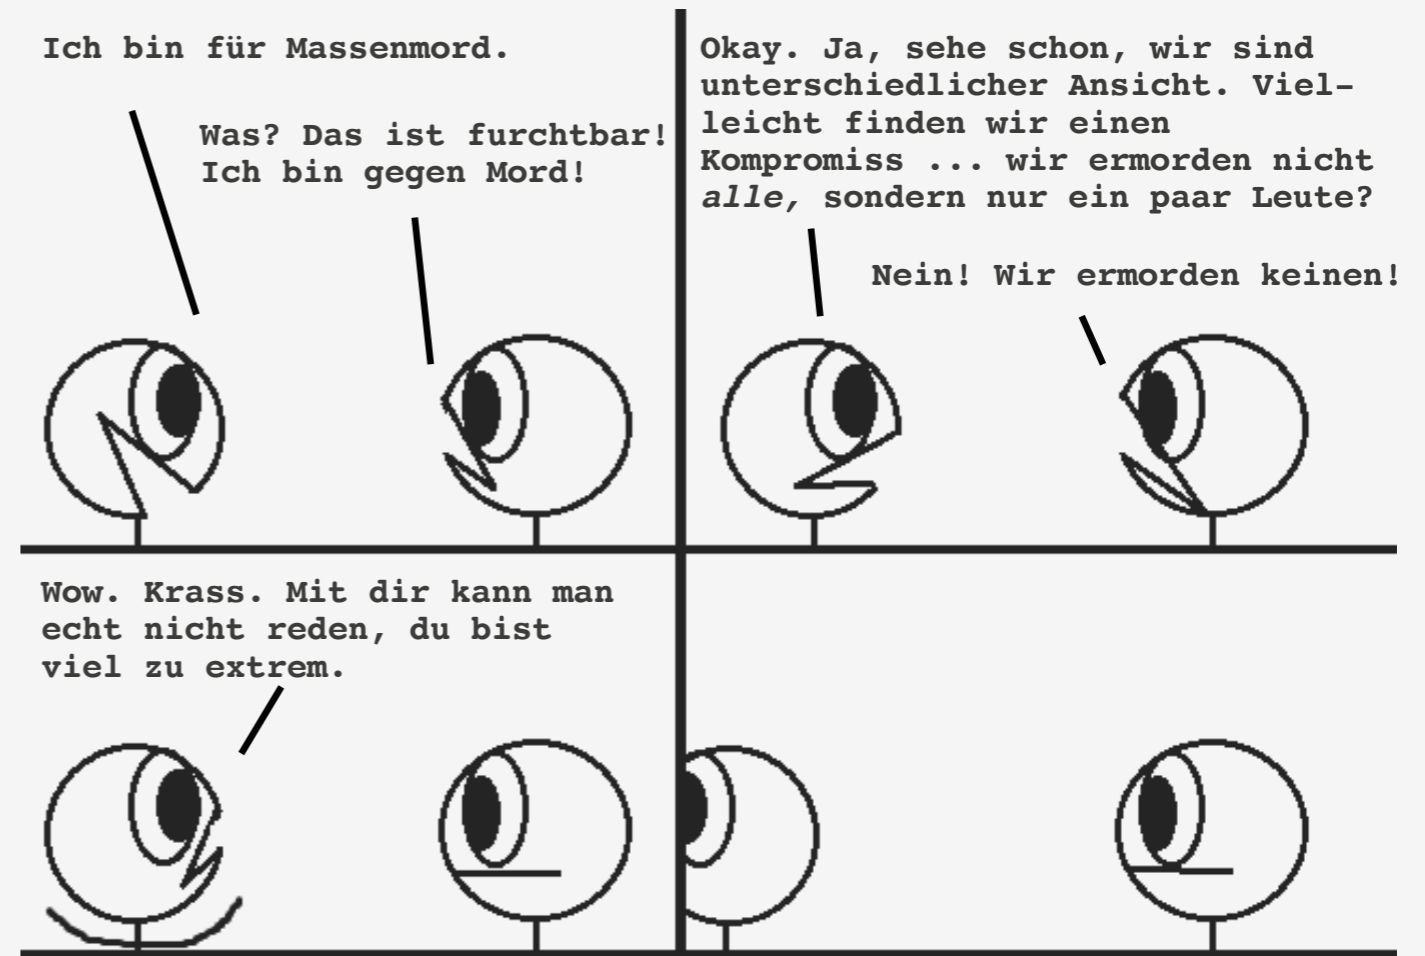 Ich bin für Massenmord.
Was? Das ist furchtbar!
Ich bin gegen Mord!
Okay. Ja, sehe schon, wir sind
unterschiedlicher Ansicht. Viel-
leicht finden wir einen
Kompromiss ... wir ermorden nicht
alle, sondern nur ein paar Leute?
Nein! Wir ermorden keinen!
Wow. Krass. Mit dir kann man
echt nicht reden, du bist
viel zu extrem.